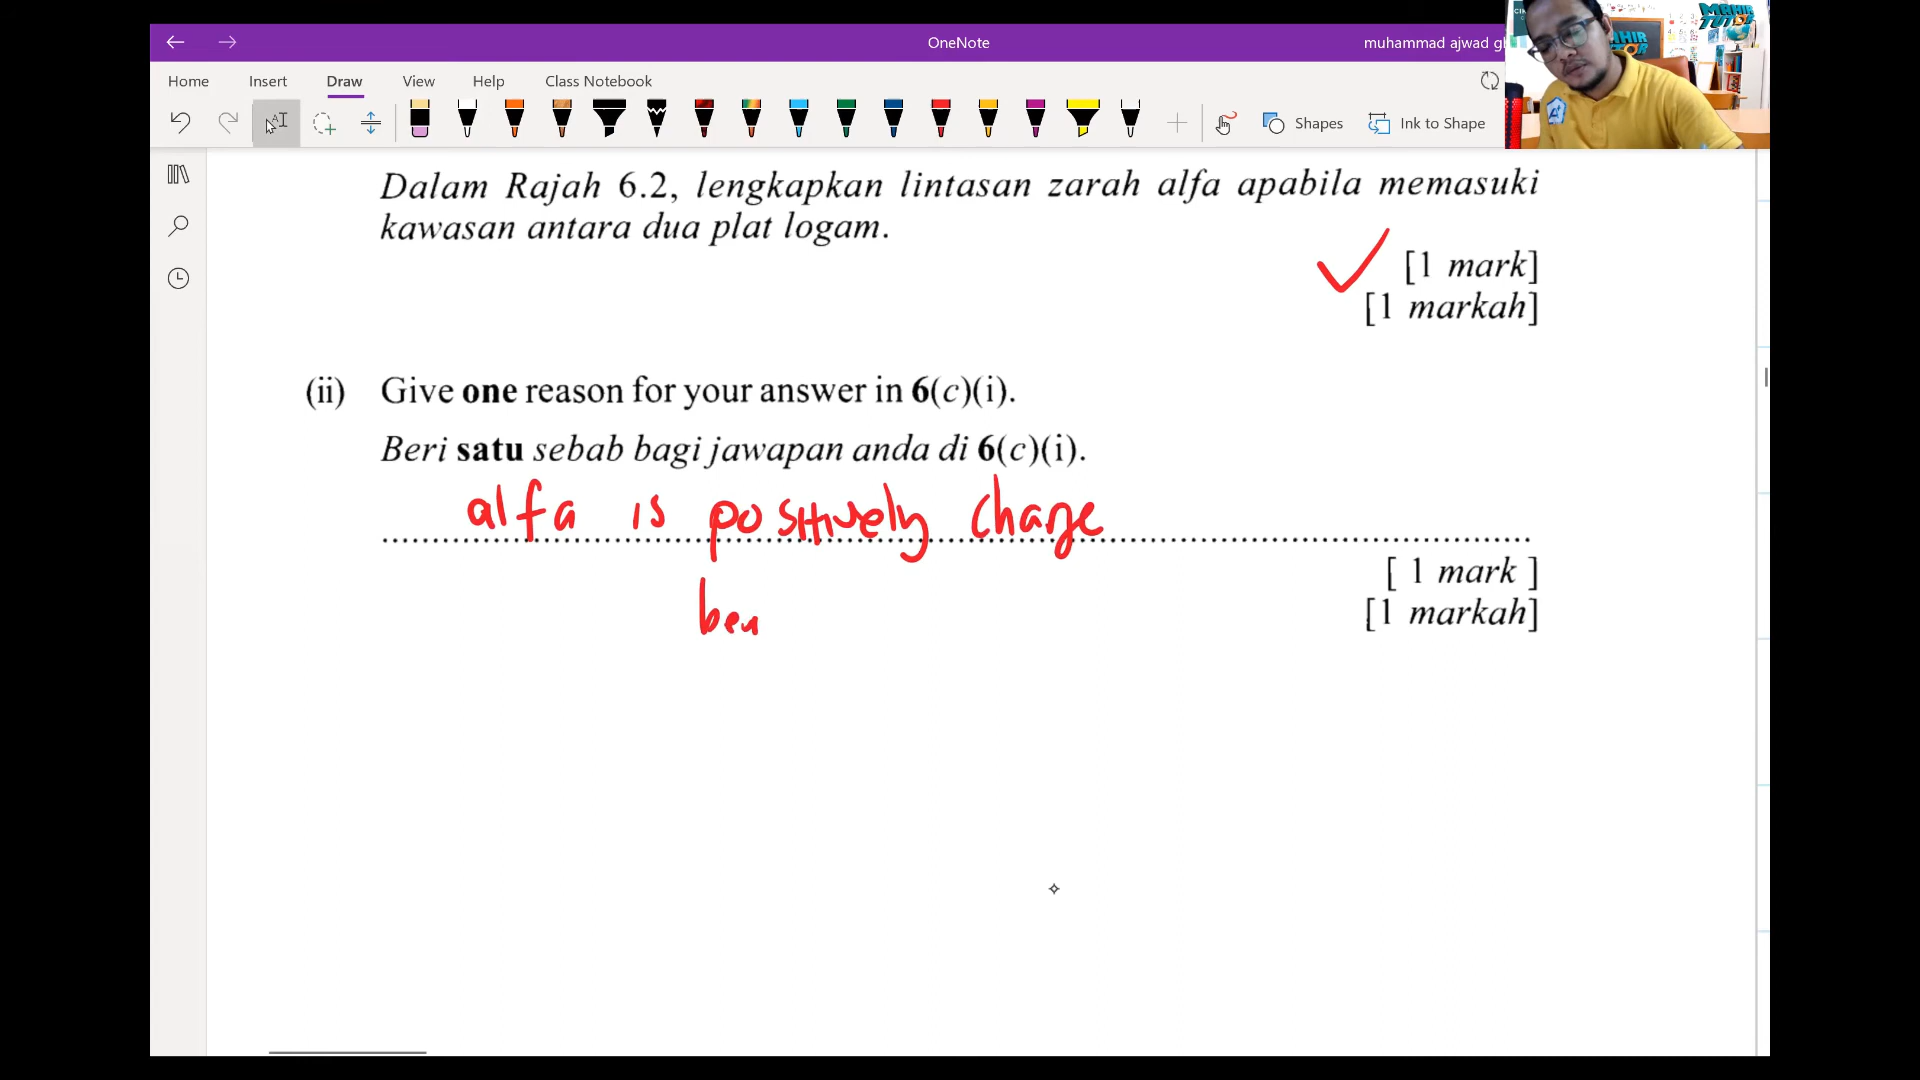 OneNote
muhammad ajwad gh
Home Insert Draw View Help Class Notebook
Shapes Ink to Shape
MAHIR
TUTOR
Dalam Rajah 6.2, lengkapkan lintasan zarah alfa apabila memasuki
kawasan antara dua plat logam.
[1 mark]
[1 markah]
(ii) Give one reason for your answer in 6(c)(i).
Beri satu sebab bagi jawapan anda di 6(c)(i).
alfa is positively charge
[ 1 mark ]
[1 markah]